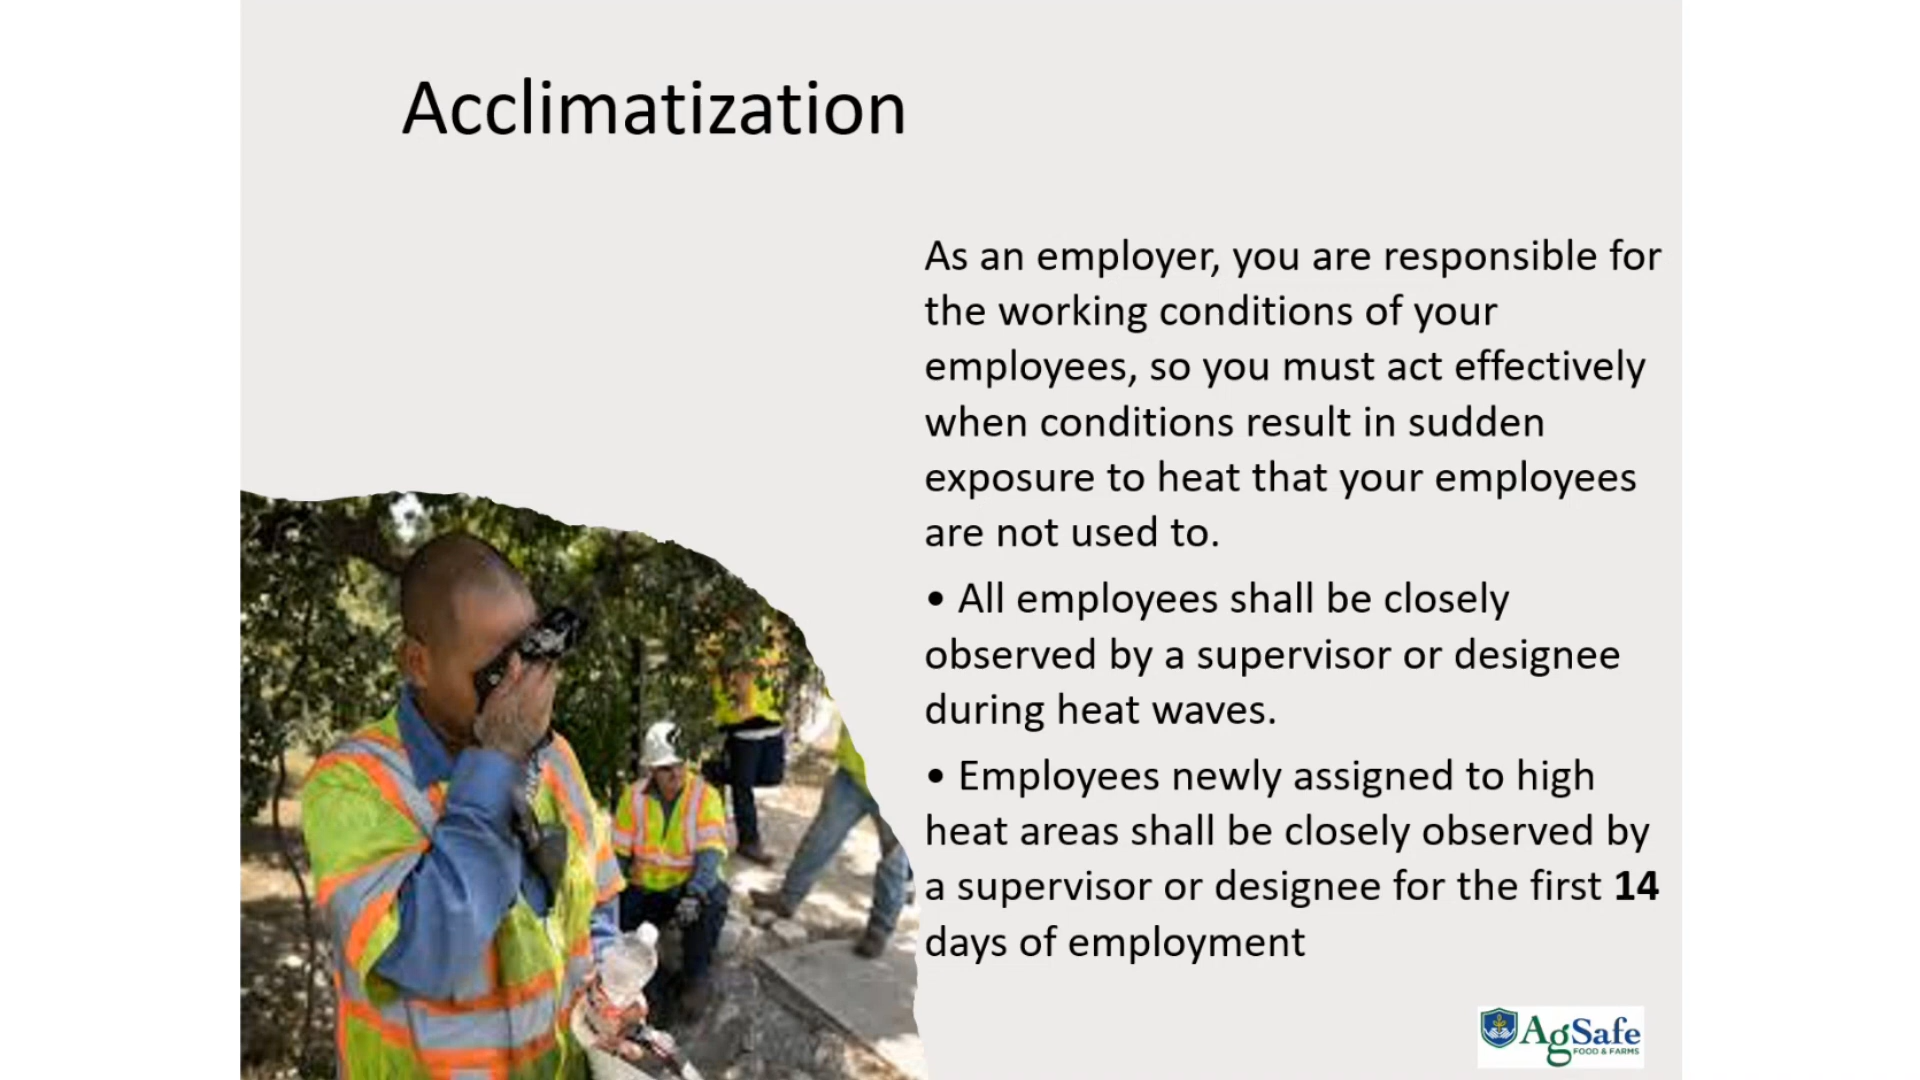 Acclimatization
As an employer, you are responsible for
the working conditions of your
employees, so you must act effectively
when conditions result in sudden
exposure to heat that your employees
are not used to.
• All employees shall be closely
observed by a supervisor or designee
during heat waves.
• Employees newly assigned to high
heat areas shall be closely observed by
a supervisor or designee for the first 14
days of employment
AgSafe
FOOD & FARMS